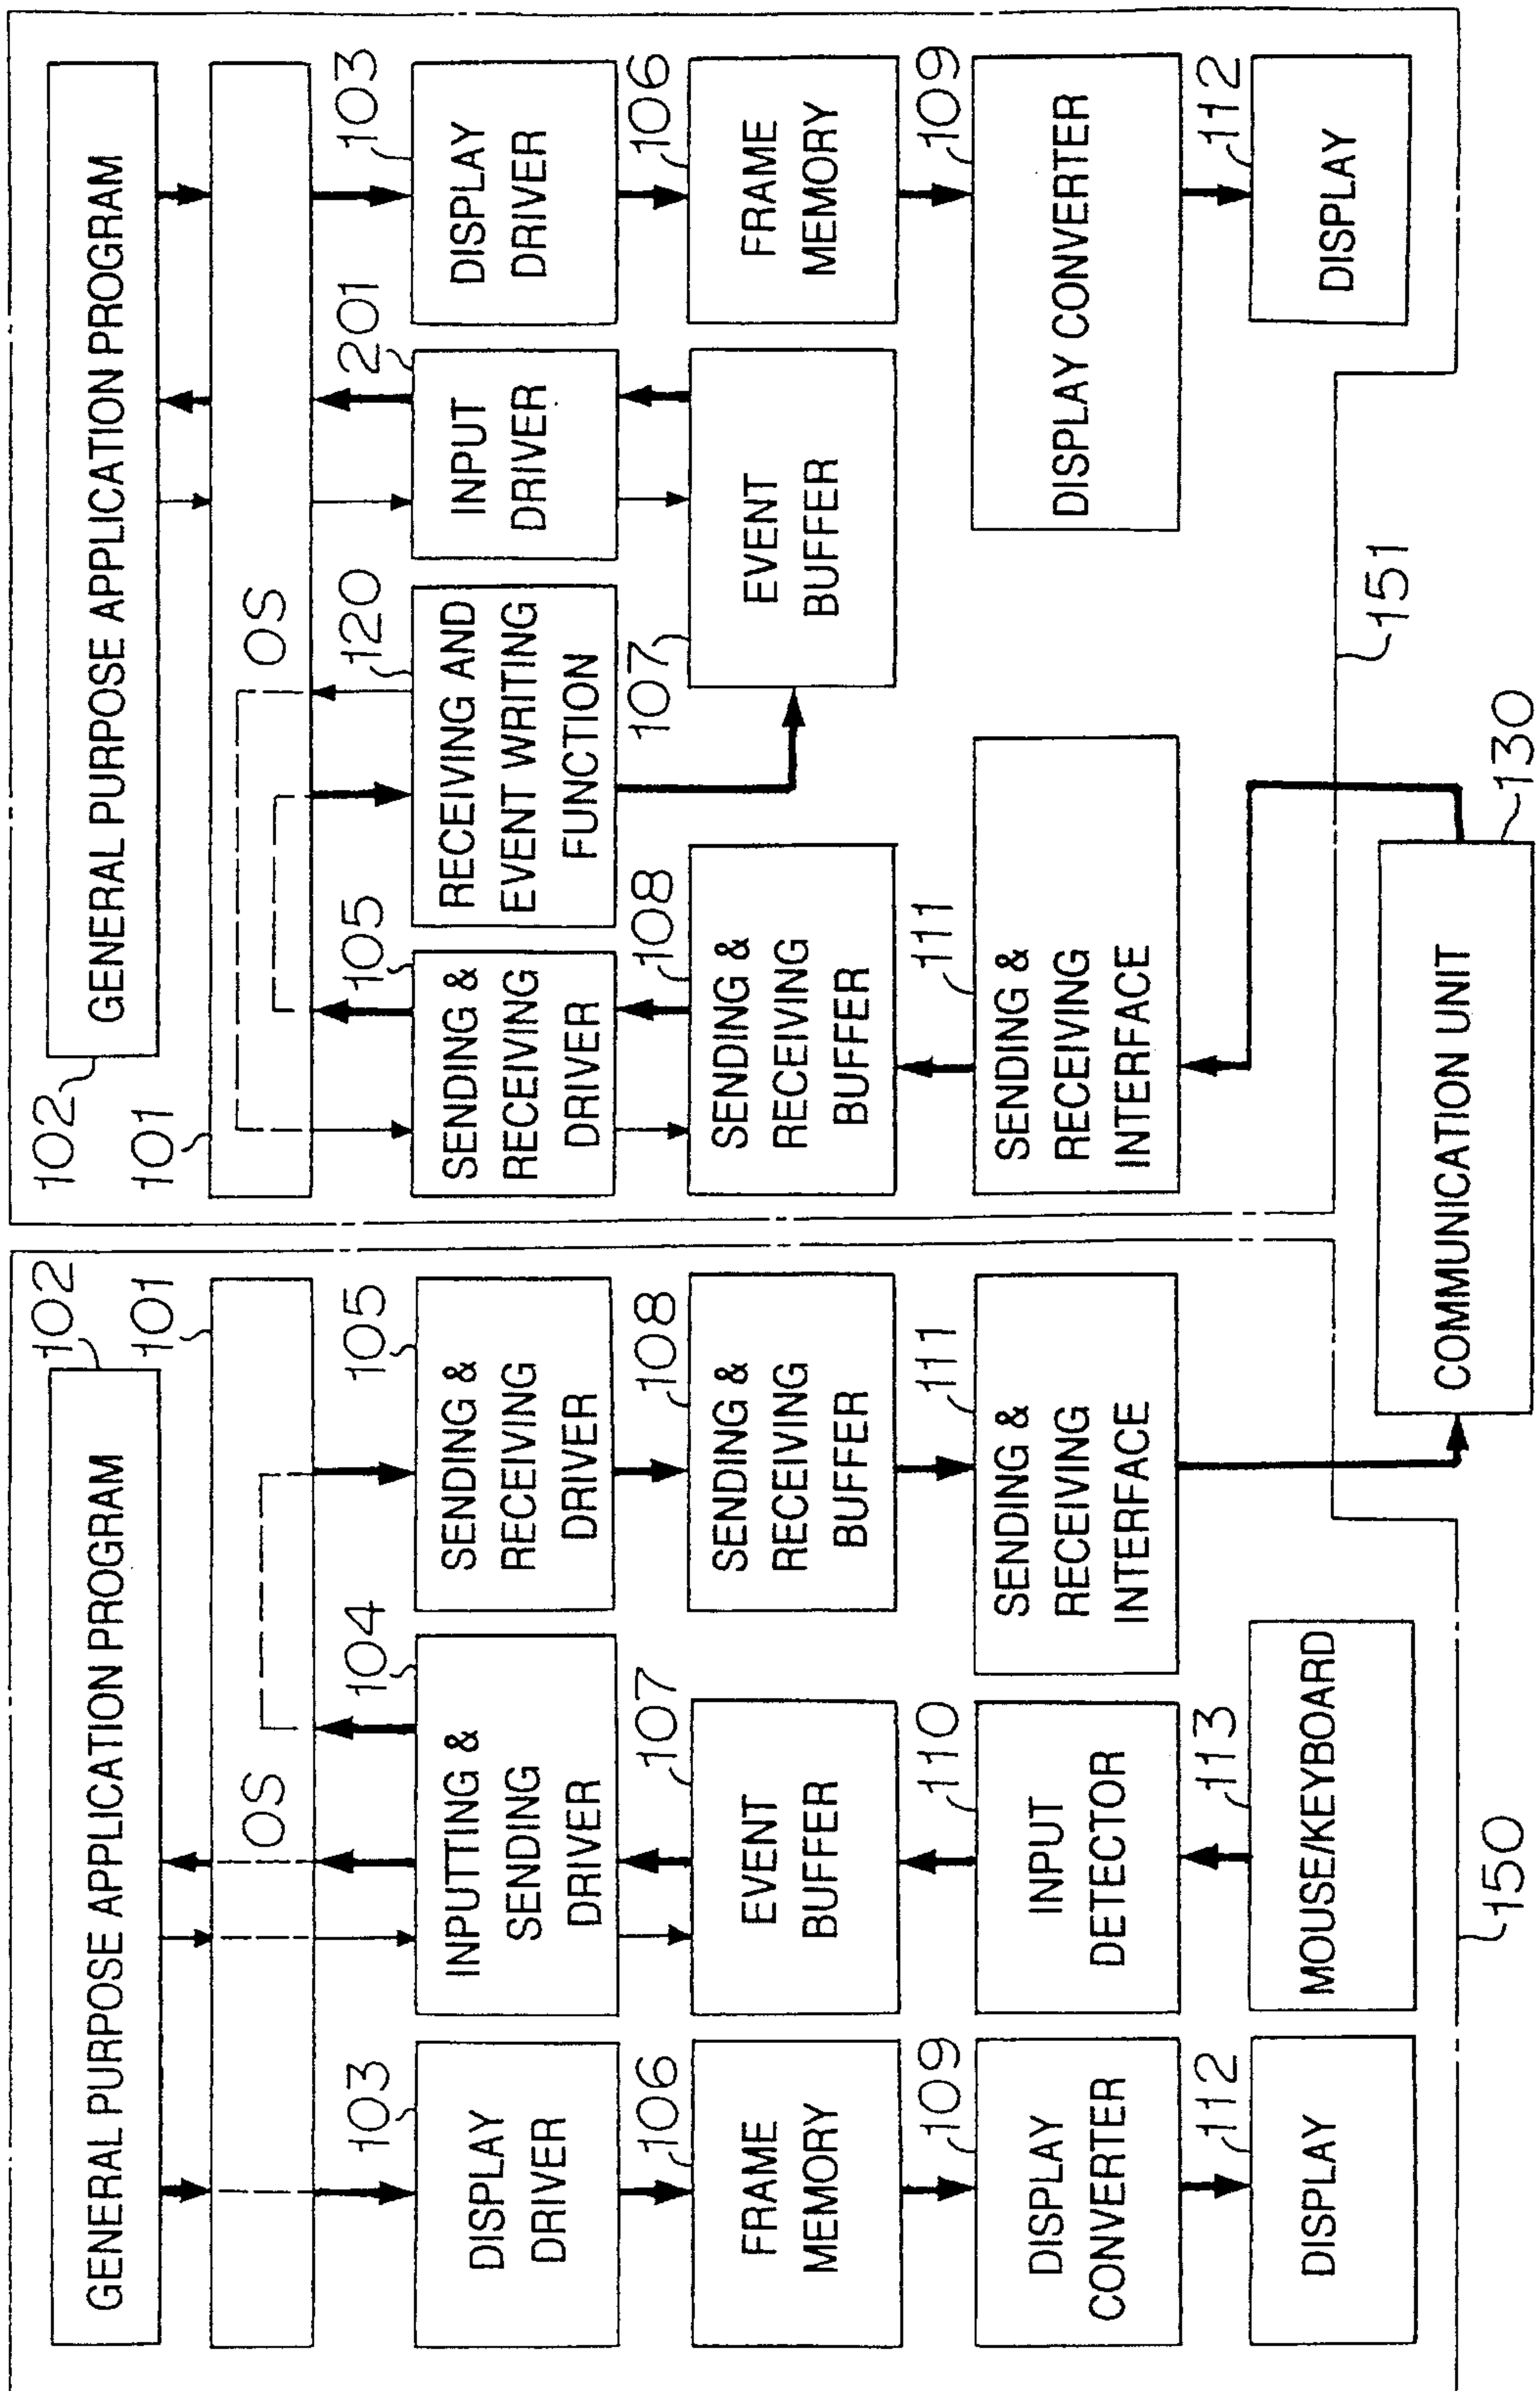 GENERAL PURPOSE APPLICATION PROGRAM
102
101
OS
103
DISPLAY
DRIVER
104
INPUTTING &
SENDING
DRIVER
105
SENDING &
RECEIVING
DRIVER
106
FRAME
MEMORY
107
EVENT
BUFFER
108
SENDING &
RECEIVING
BUFFER
109
DISPLAY
CONVERTER
110
INPUT
DETECTOR
111
SENDING &
RECEIVING
INTERFACE
112
DISPLAY
113
MOUSE/KEYBOARD
150
COMMUNICATION UNIT
130
102
GENERAL PURPOSE APPLICATION PROGRAM
101
OS
105
SENDING &
RECEIVING
DRIVER
120
RECEIVING AND
EVENT WRITING
FUNCTION
201
INPUT
DRIVER
103
DISPLAY
DRIVER
108
SENDING &
RECEIVING
BUFFER
107
EVENT
BUFFER
106
FRAME
MEMORY
111
SENDING &
RECEIVING
INTERFACE
109
DISPLAY CONVERTER
112
DISPLAY
151